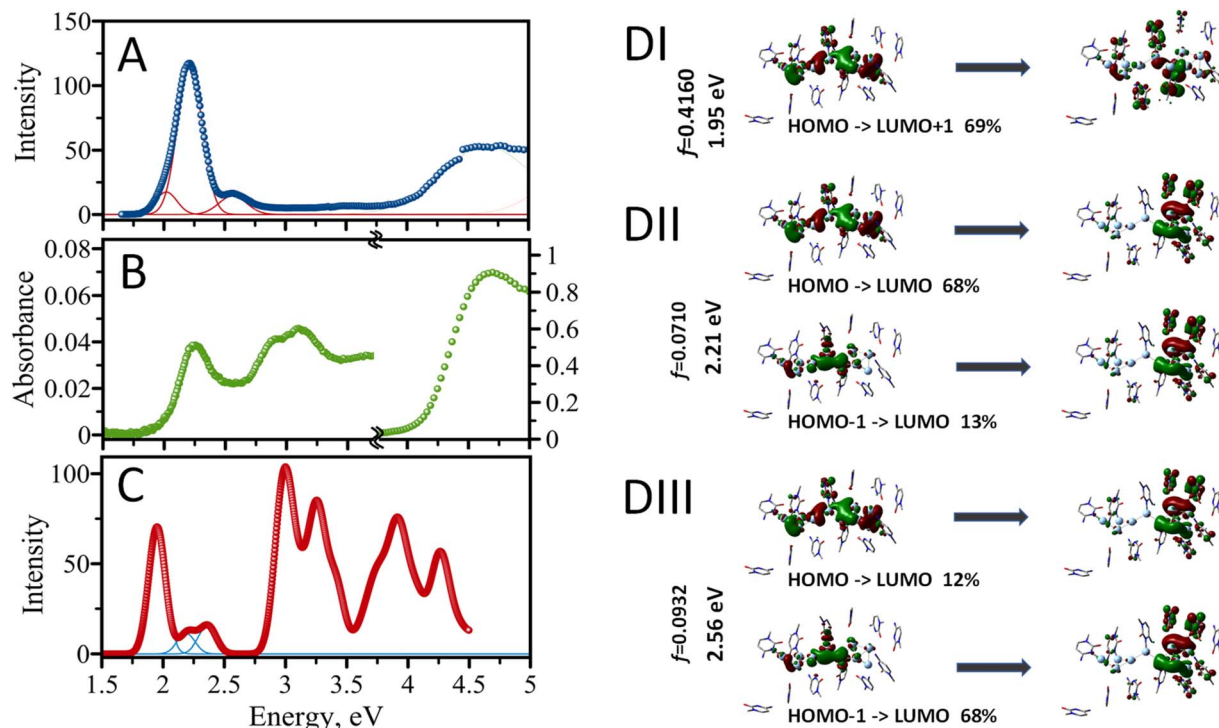 A
Intensity
150
100
50
0
B
Absorbance
0.08
0.06
0.04
0.02
0
1
0.8
0.6
0.4
0.2
0
C
Intensity
100
50
0
1.5 2 2.5 3 3.5 4 4.5 5
Energy, eV
DI
f=0.4160
1.95 eV
HOMO -> LUMO+1 69%
DII
f=0.0710
2.21 eV
HOMO -> LUMO 68%
HOMO-1 -> LUMO 13%
DIII
f=0.0932
2.56 eV
HOMO -> LUMO 12%
HOMO-1 -> LUMO 68%